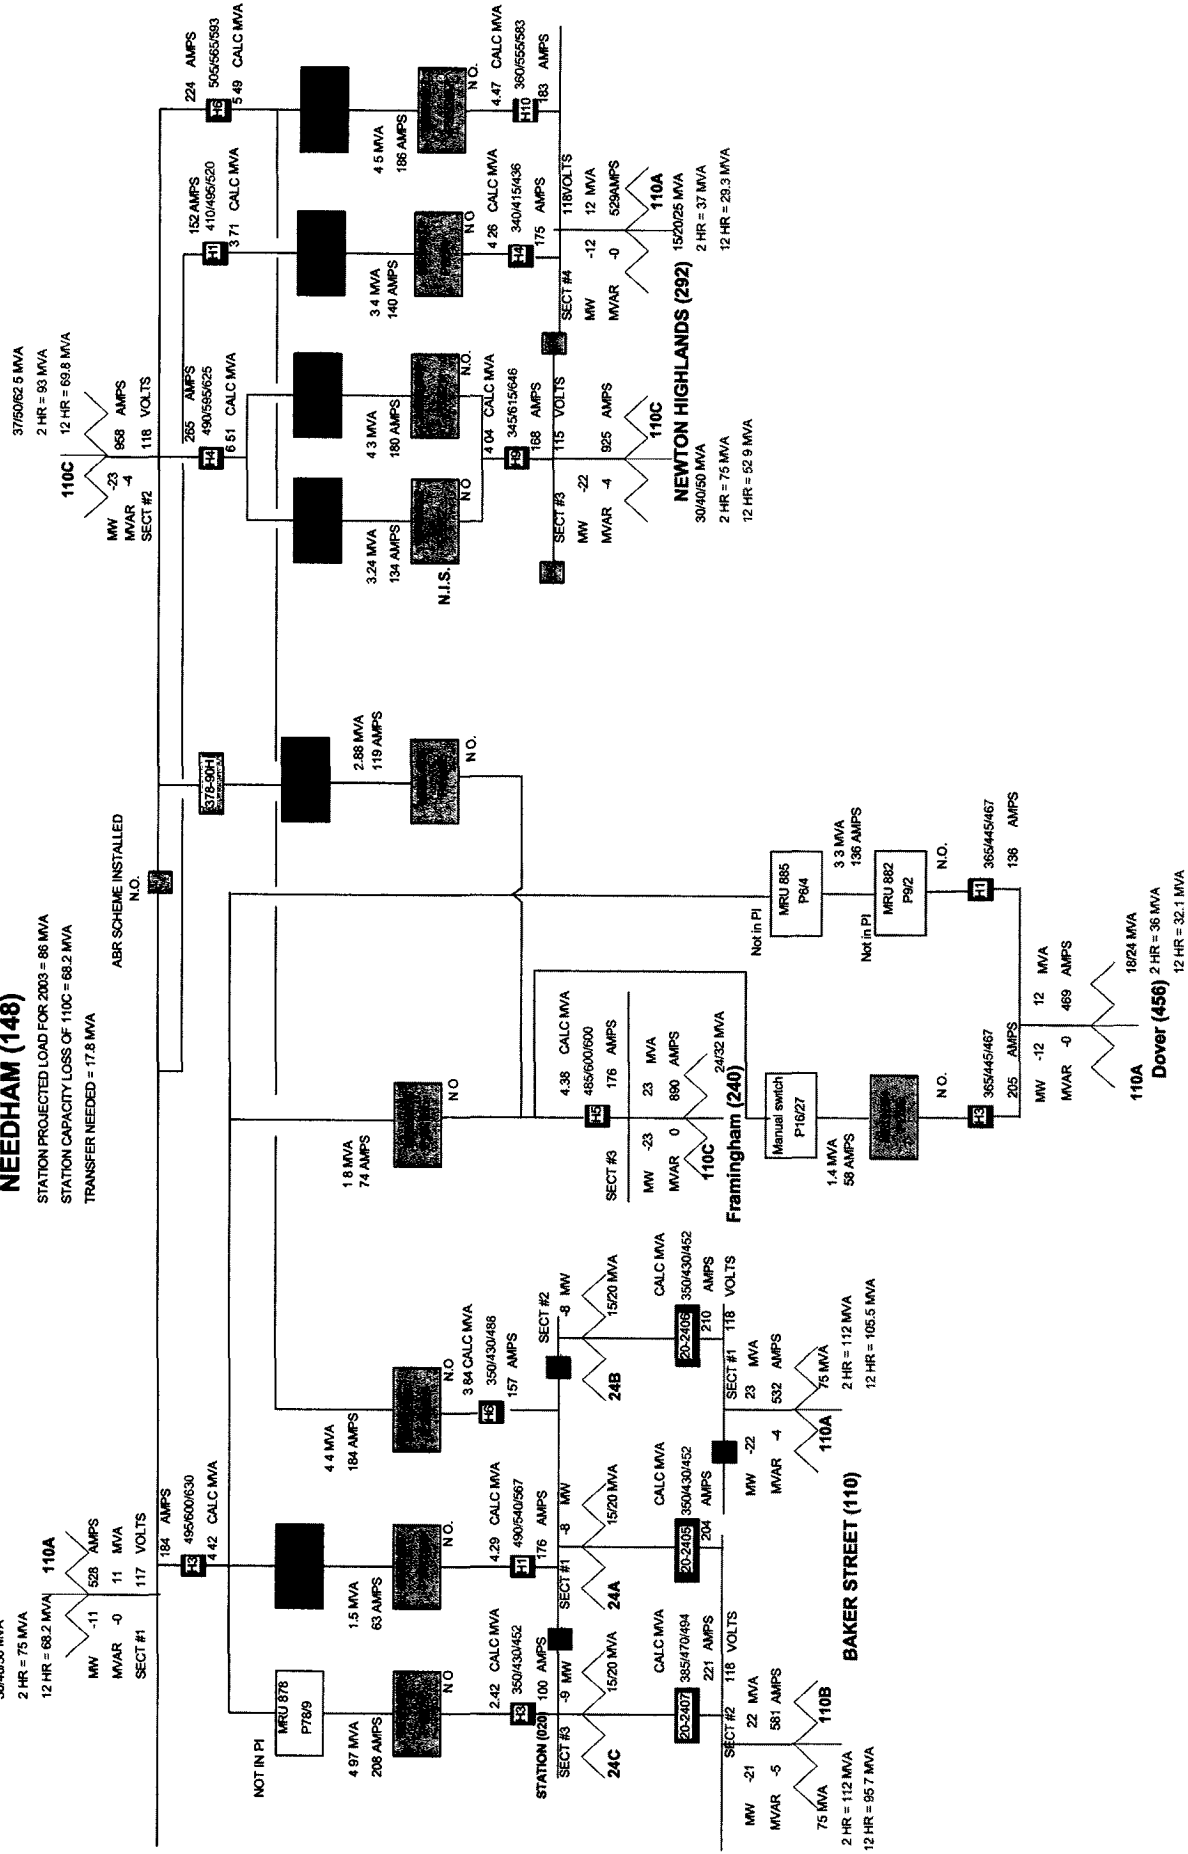 NEEDHAM (148)
STATION PROJECTED LOAD FOR 2003 = 86 MVA
STATION CAPACITY LOSS OF 110C = 68.2 MVA
TRANSFER NEEDED = 17.8 MVA
2 HR = 75 MVA
12 HR = 68.2 MVA
110A
MW -11 528 AMPS
MVAR -0 11 MVA
SECT #1 117 VOLTS
184 AMPS
H3 495/600/630
4 42 CALC MVA
ABR SCHEME INSTALLED
N.O.
37/50/62 5 MVA
2 HR = 93 MVA
12 HR = 69.8 MVA
110C
MW -23 958 AMPS
MVAR -4
SECT #2 118 VOLTS
265 AMPS
H4 490/595/625
6 51 CALC MVA
152 AMPS
H1 410/495/520
3 71 CALC MVA
224 AMPS
H6 505/565/593
5 49 CALC MVA
378-90H
NOT IN PI
MRU 878
P78/9
4 97 MVA
208 AMPS
N O
1.5 MVA
63 AMPS
N O.
4 4 MVA
184 AMPS
N.O
1 8 MVA
74 AMPS
N O
2.88 MVA
119 AMPS
N O.
3.24 MVA
134 AMPS
N O
N.I.S.
4 3 MVA
180 AMPS
N.O.
3 4 MVA
140 AMPS
N O
4 5 MVA
186 AMPS
N O.
2.42 CALC MVA
H3 350/430/452
100 AMPS
STATION (020)
SECT #3 -9 MW
24C
15/20 MVA
4.29 CALC MVA
H1 490/540/567
176 AMPS
SECT #1 -8 MW
24A
15/20 MVA
3 84 CALC MVA
H6 350/430/486
157 AMPS
SECT #2
-8 MW
24B
15/20 MVA
CALC MVA
20-2407 385/470/494
221 AMPS
SECT #2 118 VOLTS
MW -21 22 MVA
MVAR -5 581 AMPS
75 MVA
110B
2 HR = 112 MVA
12 HR = 95 7 MVA
CALC MVA
20-2405 350/430/452
204 AMPS
CALC MVA
20-2406 350/430/452
210 AMPS
SECT #1 118 VOLTS
MW -22 23 MVA
MVAR -4 532 AMPS
110A
75 MVA
2 HR = 112 MVA
12 HR = 105.5 MVA
BAKER STREET (110)
4.38 CALC MVA
H5 485/600/600
176 AMPS
SECT #3
MW -23 23 MVA
MVAR 0 890 AMPS
110C
24/32 MVA
Framingham (240)
Manual switch
P16/27
1.4 MVA
58 AMPS
N O.
H3 365/445/467
205 AMPS
Not in PI
MRU 885
P6/4
3 3 MVA
136 AMPS
Not in PI
MRU 882
P9/2
N.O.
H1 365/445/467
136 AMPS
MW -12 12 MVA
MVAR -0 469 AMPS
110A
18/24 MVA
Dover (456)
2 HR = 36 MVA
12 HR = 32.1 MVA
4 04 CALC MVA
H9 345/615/646
168 AMPS
SECT #3 115 VOLTS
MW -22
MVAR -4 925 AMPS
110C
30/40/50 MVA
2 HR = 75 MVA
12 HR = 52 9 MVA
NEWTON HIGHLANDS (292)
4 26 CALC MVA
H4 340/415/436
175 AMPS
4.47 CALC MVA
H10 360/555/583
183 AMPS
SECT #4 118VOLTS
MW -12 12 MVA
MVAR -0 529AMPS
110A
15/20/25 MVA
2 HR = 37 MVA
12 HR = 29.3 MVA